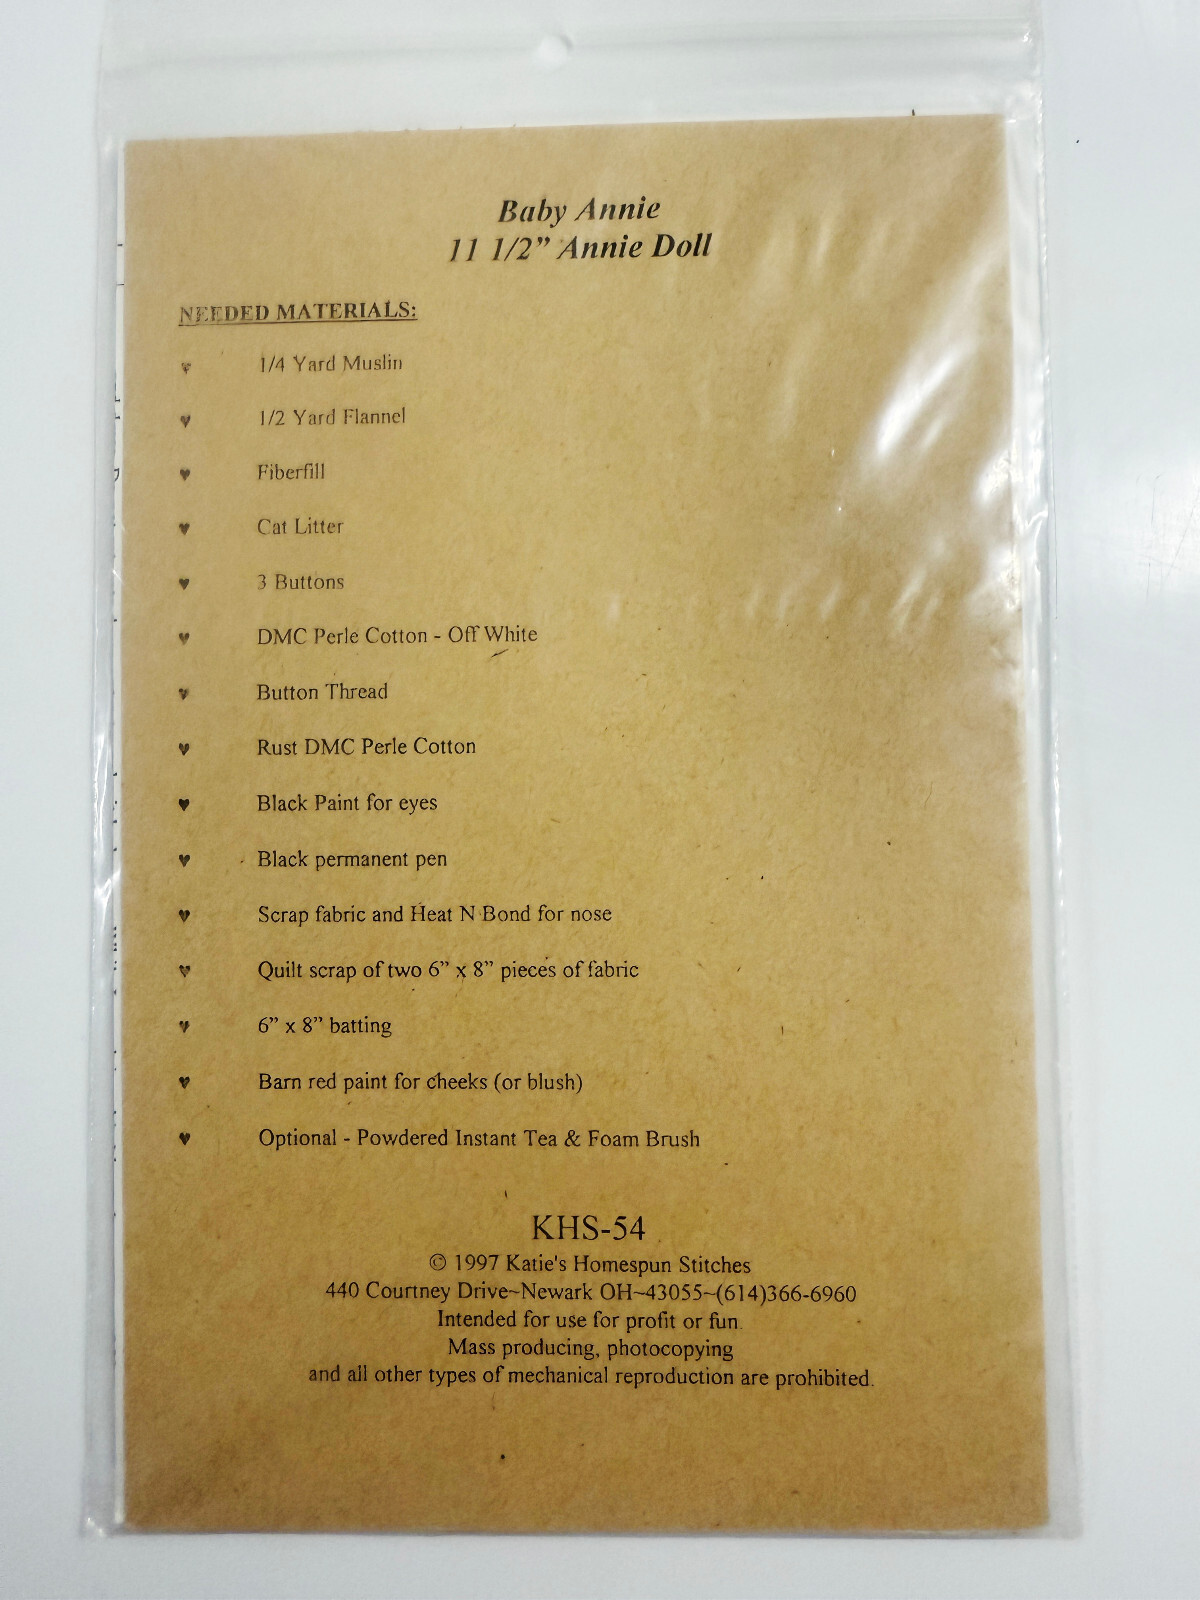 Baby Annie
11 1/2” Annie Doll
NEEDED MATERIALS:
♥ 1/4 Yard Muslin
♥ 1/2 Yard Flannel
♥ Fiberfill
♥ Cat Litter
♥ 3 Buttons
♥ DMC Perle Cotton - Off White
♥ Button Thread
♥ Rust DMC Perle Cotton
♥ Black Paint for eyes
♥ Black permanent pen
♥ Scrap fabric and Heat N Bond for nose
♥ Quilt scrap of two 6” x 8” pieces of fabric
♥ 6” x 8” batting
♥ Barn red paint for cheeks (or blush)
♥ Optional - Powdered Instant Tea & Foam Brush
KHS-54
© 1997 Katie's Homespun Stitches
440 Courtney Drive~Newark OH~43055~(614)366-6960
Intended for use for profit or fun.
Mass producing, photocopying
and all other types of mechanical reproduction are prohibited.